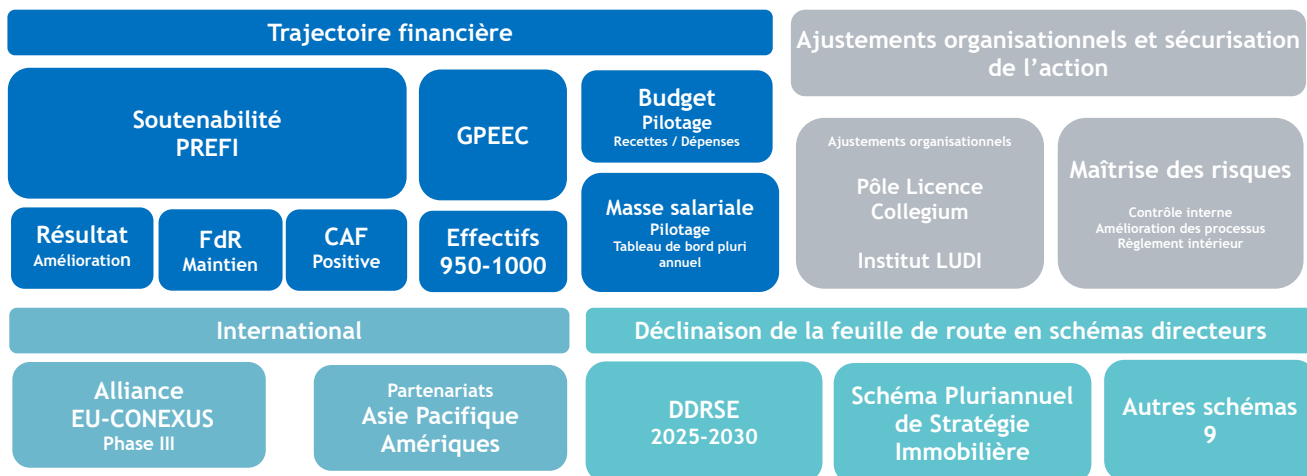 Trajectoire financière
Soutenabilité
PREFI
GPEEC
Budget
Pilotage
Recettes / Dépenses
Résultat
Amélioration
FdR
Maintien
CAF
Positive
Effectifs
950-1000
Masse salariale
Pilotage
Tableau de bord pluri
annuel
Ajustements organisationnels et sécurisation
de l’action
Ajustements organisationnels
Pôle Licence
Collegium
Institut LUDI
Maîtrise des risques
Contrôle interne
Amélioration des processus
Règlement intérieur
International
Alliance
EU-CONEXUS
Phase III
Partenariats
Asie Pacifique
Amériques
Déclinaison de la feuille de route en schémas directeurs
DDRSE
2025-2030
Schéma Pluriannuel
de Stratégie
Immobilière
Autres schémas
9